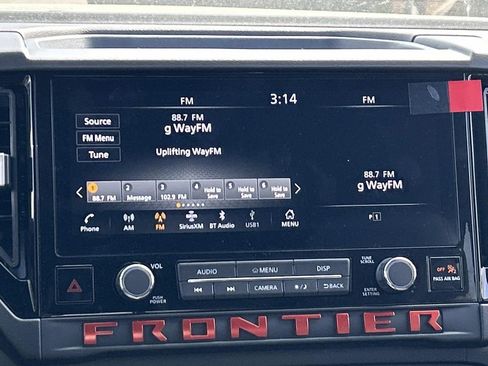 FM 3:14 FM
Source 88.7 FM
g WayFM
FM Menu
Tune Uplifting WayFM
88.7 FM
g WayFM
1 2 3 4 Hold to Save 5 Hold to Save 6 Hold to Save
88.7 FM Message 102.9 FM
Phone AM FM SiriusXM BT Audio USB1 MENU
P 1
VOL
PUSH POWER
AUDIO MENU DISP
CAMERA BACK
TUNE SCROLL
ENTER SETTING
OFF
PASS AIR BAG
FRONTIER